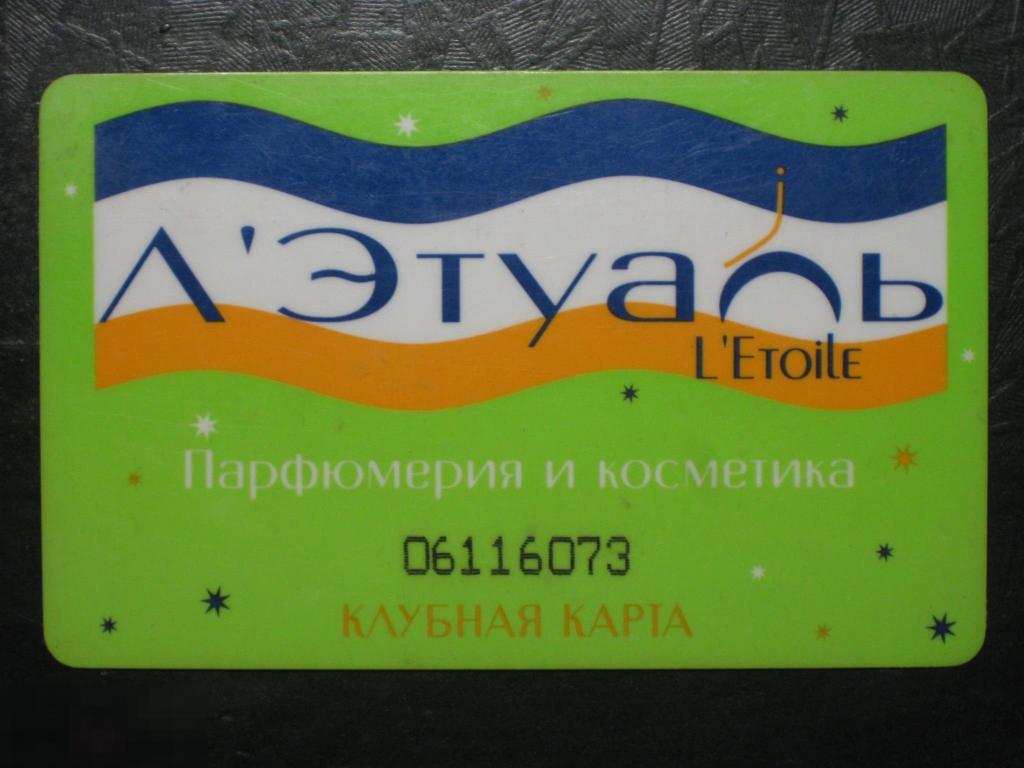 Л'Этуаль
L'Etoile
Парфюмерия и косметика
06116073
КЛУБНАЯ КАРТА